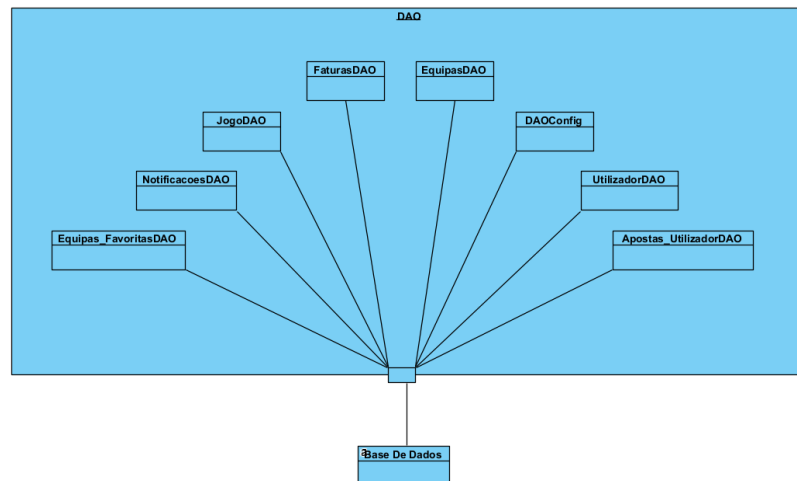 DAO
FaturasDAO
EquipasDAO
JogoDAO
DAOConfig
NotificacoesDAO
UtilizadorDAO
Equipas_FavoritasDAO
Apostas_UtilizadorDAO
Base De Dados